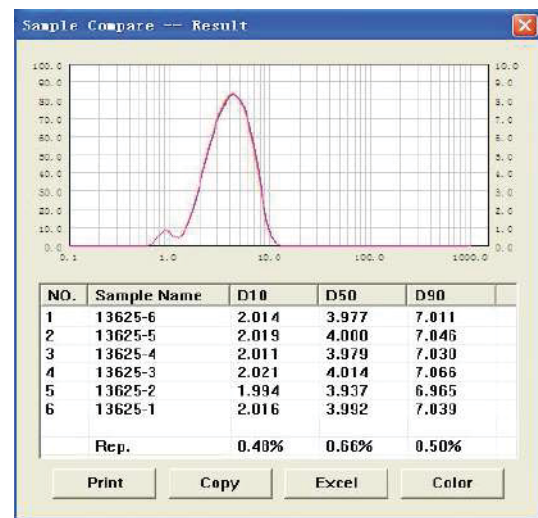 Sample Compare -- Result
100.0 10.0
90.0 9.0
80.0 8.0
70.0 7.0
60.0 6.0
50.0 5.0
40.0 4.0
30.0 3.0
20.0 2.0
10.0 1.0
0.0 0.0
0.1 1.0 10.0 100.0 1000.0
NO. Sample Name D10 D50 D90
1 13625-6 2.014 3.977 7.011
2 13625-5 2.019 4.000 7.046
3 13625-4 2.011 3.979 7.030
4 13625-3 2.021 4.014 7.066
5 13625-2 1.994 3.937 6.965
6 13625-1 2.016 3.992 7.039
Rep. 0.48% 0.66% 0.50%
Print Copy Excel Color